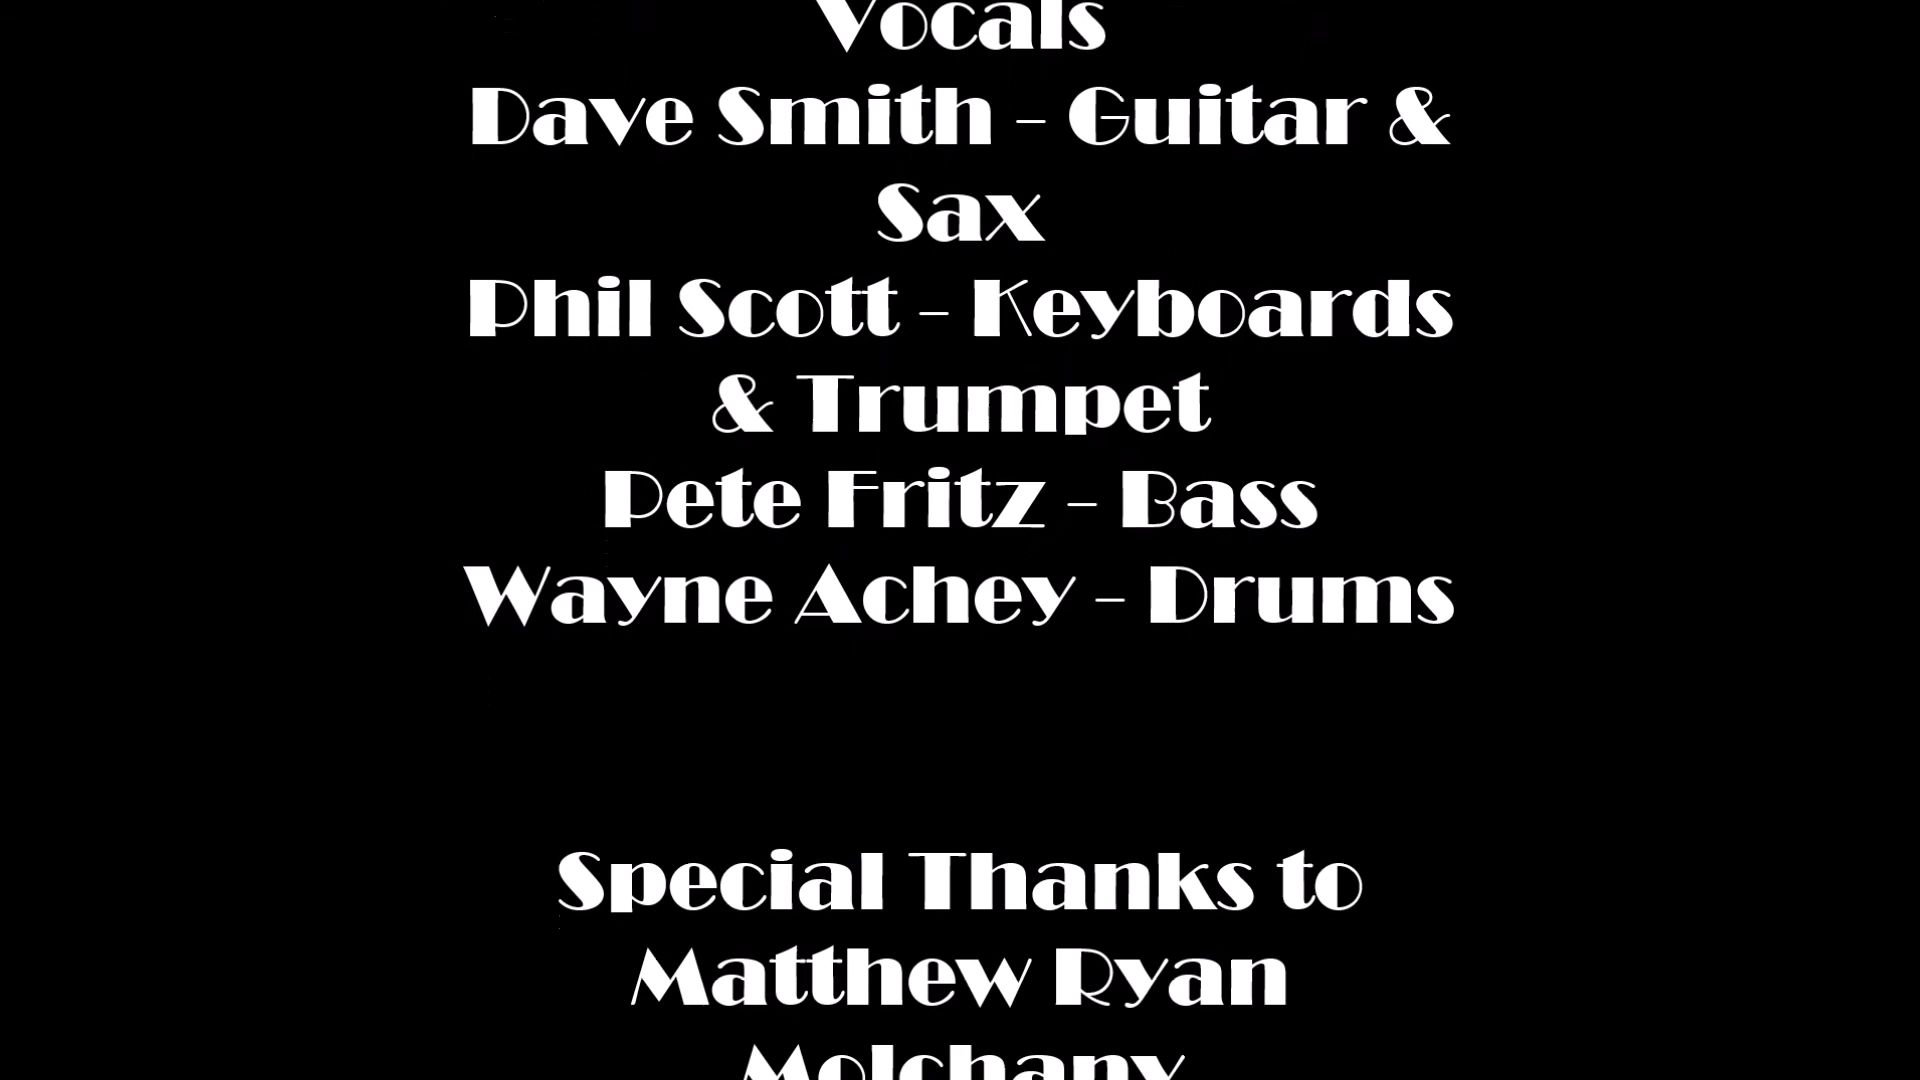 Vocals
Dave Smith - Guitar &
Sax
Phil Scott - Keyboards
& Trumpet
Pete Fritz - Bass
Wayne Achey - Drums
Special Thanks to
Matthew Ryan
Molchany